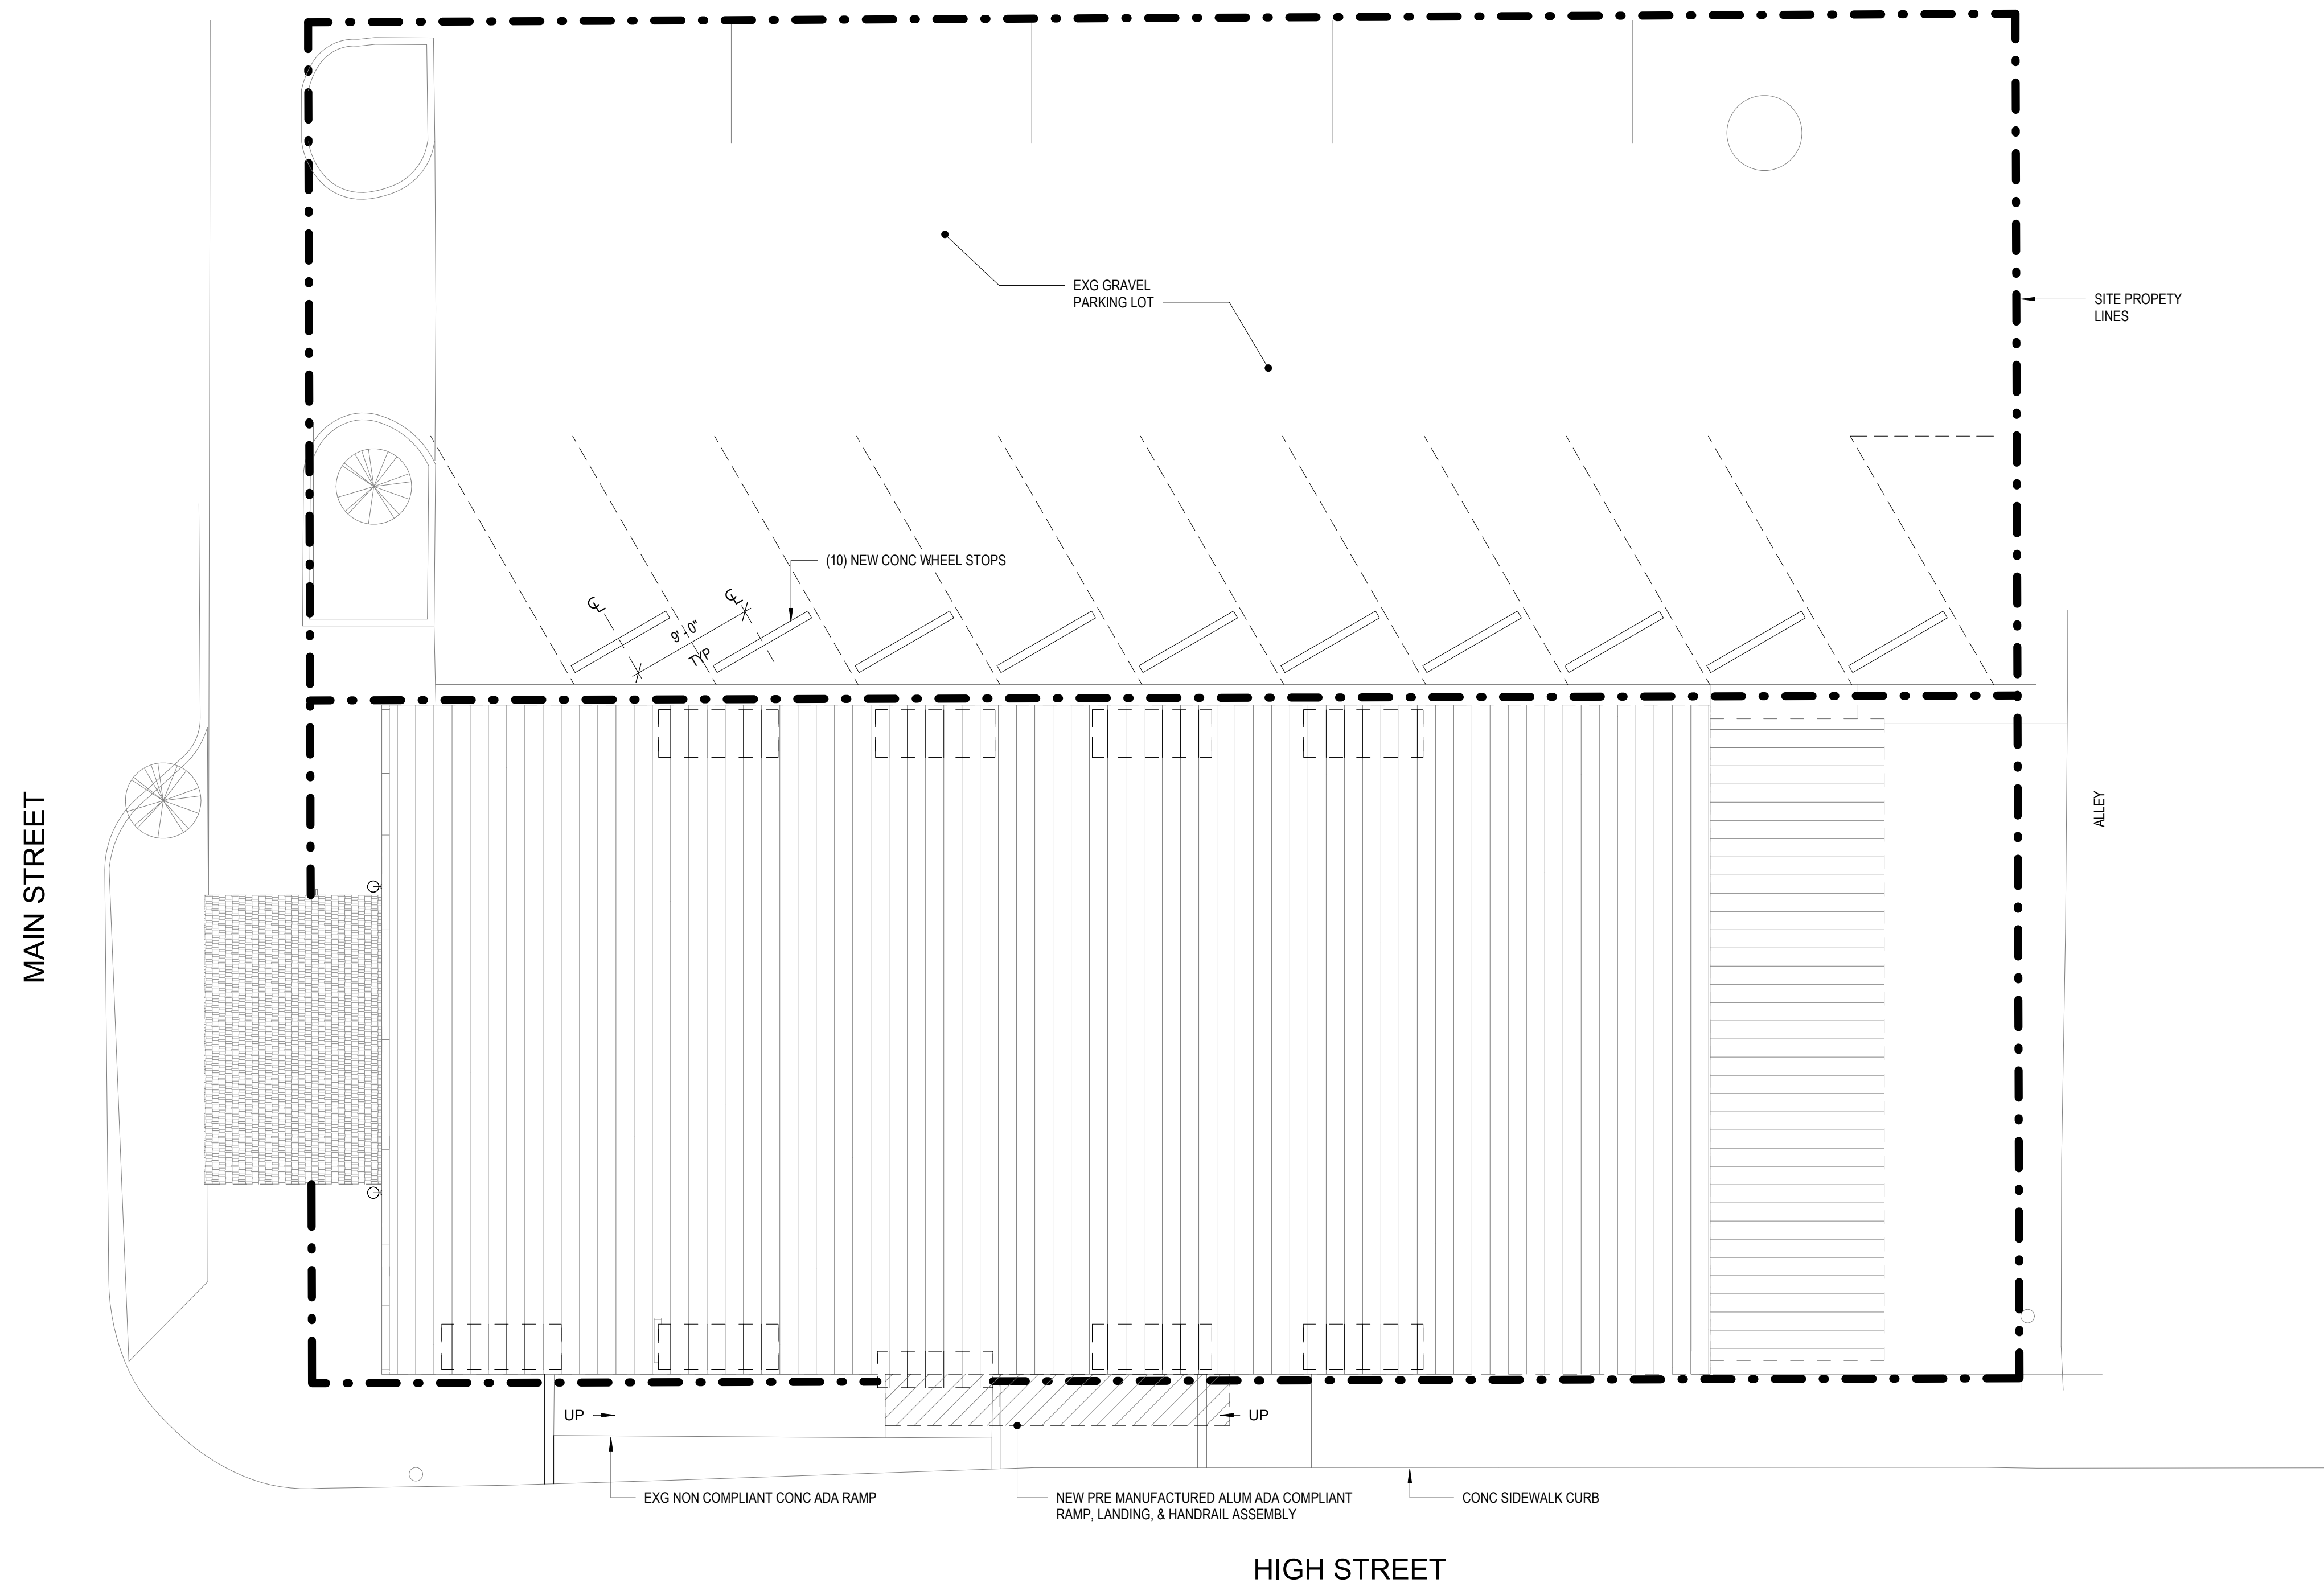 EXG GRAVEL
PARKING LOT
SITE PROPETY
LINES
(10) NEW CONC WHEEL STOPS
CL
CL
9' - 0"
TYP
MAIN STREET
ALLEY
UP
UP
EXG NON COMPLIANT CONC ADA RAMP
NEW PRE MANUFACTURED ALUM ADA COMPLIANT
RAMP, LANDING, & HANDRAIL ASSEMBLY
CONC SIDEWALK CURB
HIGH STREET